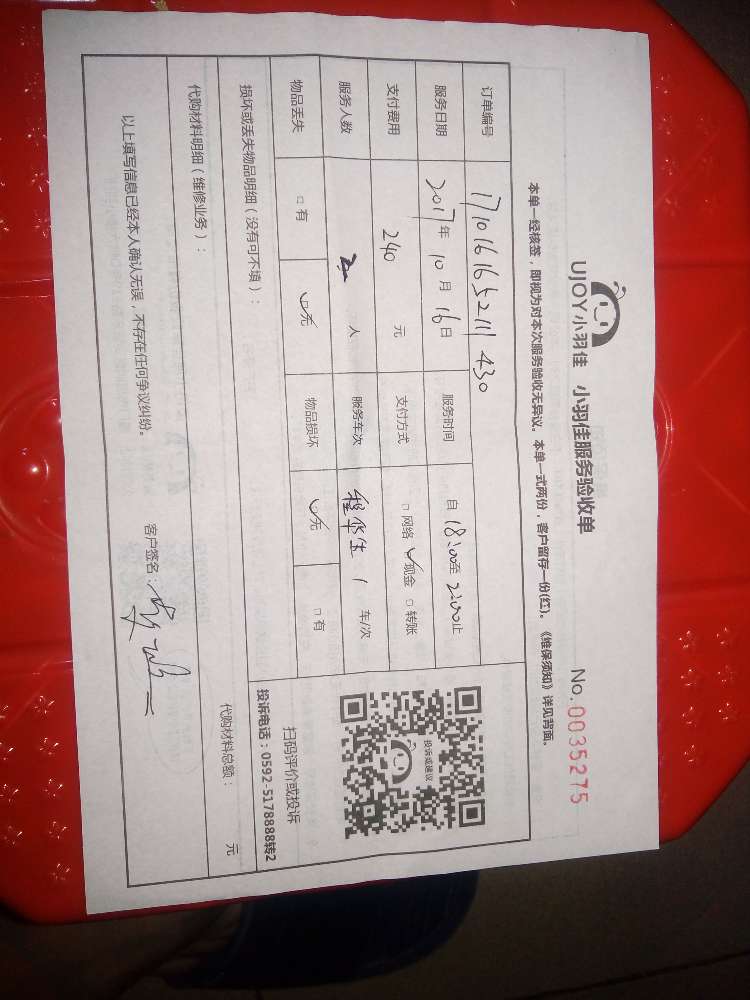 UJOY小羽佳 小羽佳服务验收单 No.0035275
本单一经核签，即视为对本次服务验收无异议。本单一式两份，客户留存一份(红)。《维保须知》详见背面。
订单编号 17101616521111430
服务日期 2017年10月16日 服务时间 自18:00至2:00止
支付费用 240元 支付方式 □网络 ☑现金 □转账
服务人数 2人 服务车次 1 车/次
物品丢失 □有 ☑无 物品损坏 ☑无 □有
投诉或建议
扫码评价或投诉
投诉电话：0592-5178888转2
损坏或丢失物品明细（没有可不填）：
代购材料明细（维修业务）： 代购材料总额： 元
以上填写信息已经本人确认无误，不存在任何争议纠纷。 客户签名：